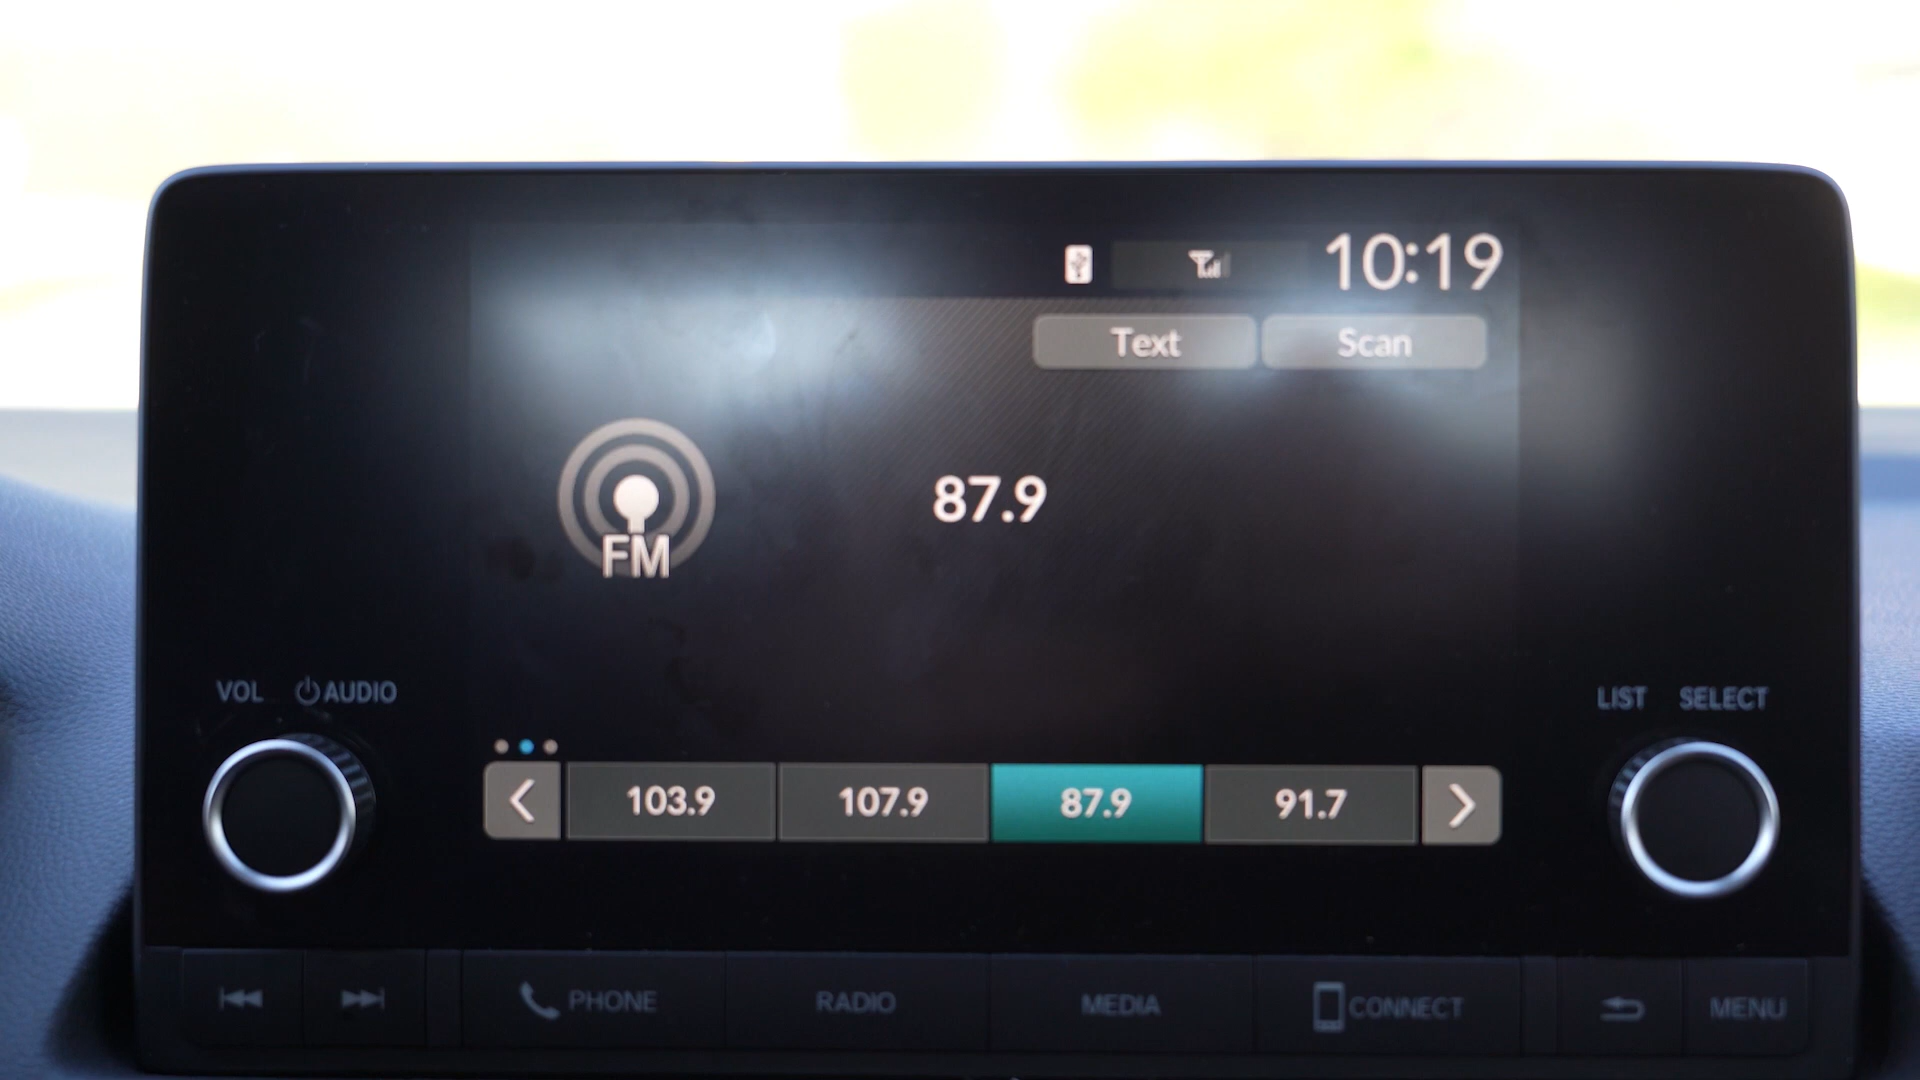 10:19
Text Scan
FM
87.9
VOL AUDIO
LIST SELECT
103.9 107.9 87.9 91.7
PHONE RADIO MEDIA CONNECT MENU